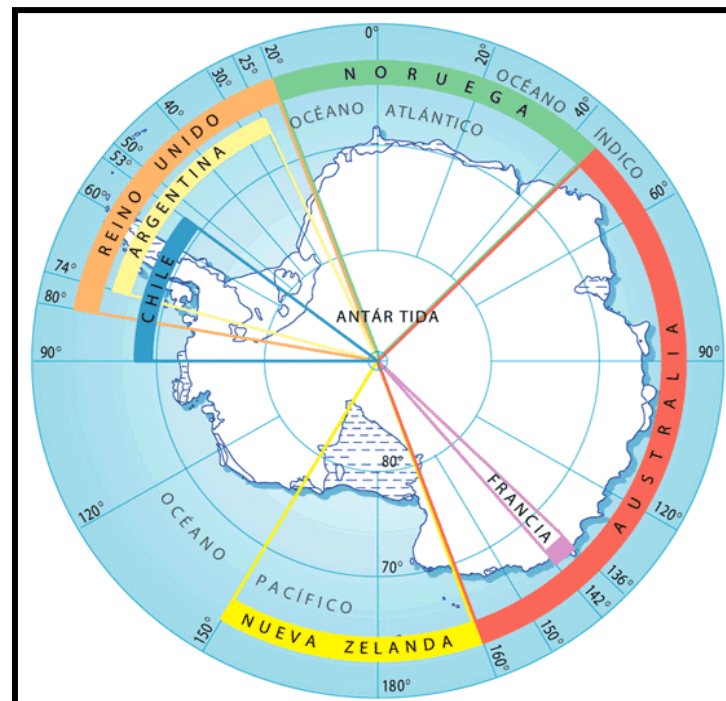 0°
20°
OCÉANO
40°
ÍNDICO
60°
90°
120°
136°
142°
150°
160°
180°
150°
120°
90°
80°
74°
60°
53°
50°
40°
30°
25°
20°
NORUEGA
OCÉANO ATLÁNTICO
REINO UNIDO
ARGENTINA
CHILE
ANTÁR TIDA
AUSTRALIA
FRANCIA
80°
70°
OCÉANO
PACÍFICO
NUEVA ZELANDA